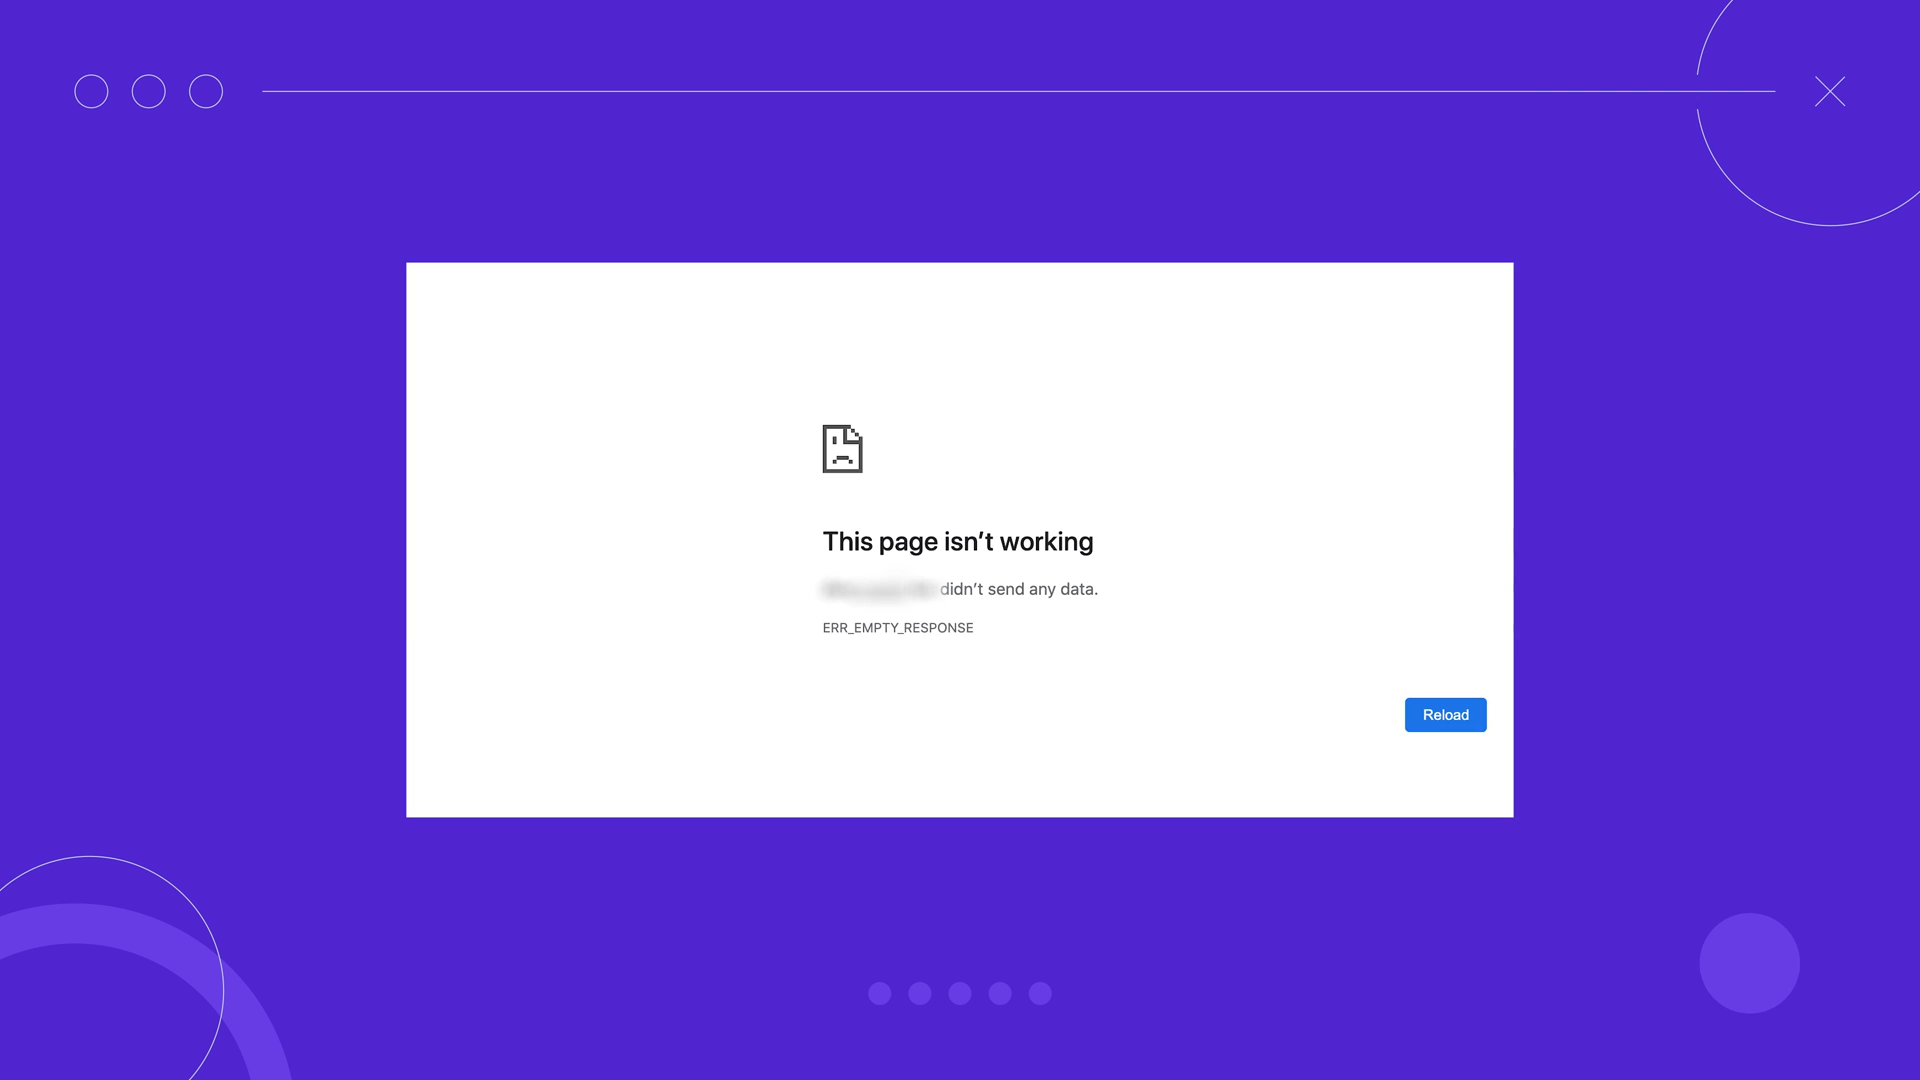 This page isn’t working
didn’t send any data.
ERR_EMPTY_RESPONSE
Reload